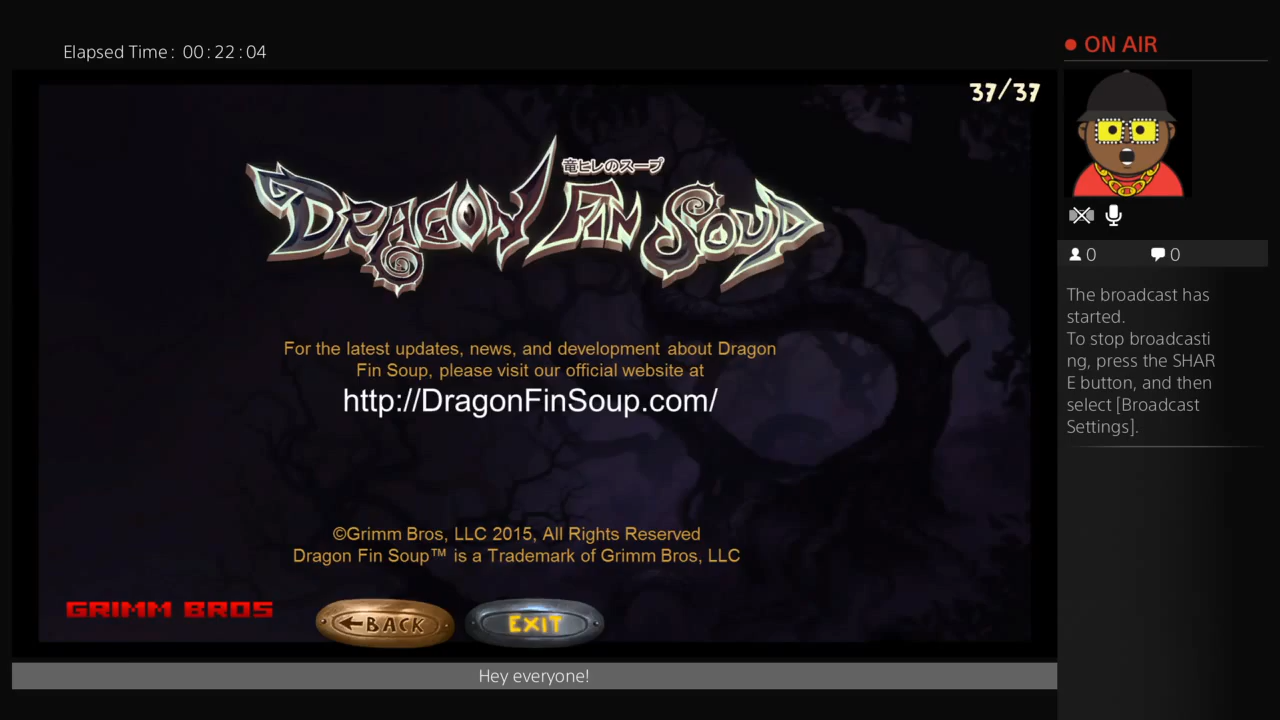 Elapsed Time: 00:22:04
ON AIR
37/37
竜ヒレのスープ
DRAGON FIN SOUP
0 0
The broadcast has
started.
To stop broadcasti
ng, press the SHAR
E button, and then
select [Broadcast
Settings].
For the latest updates, news, and development about Dragon
Fin Soup, please visit our official website at
http://DragonFinSoup.com/
©Grimm Bros, LLC 2015, All Rights Reserved
Dragon Fin Soup™ is a Trademark of Grimm Bros, LLC
GRIMM BROS
BACK
EXIT
Hey everyone!